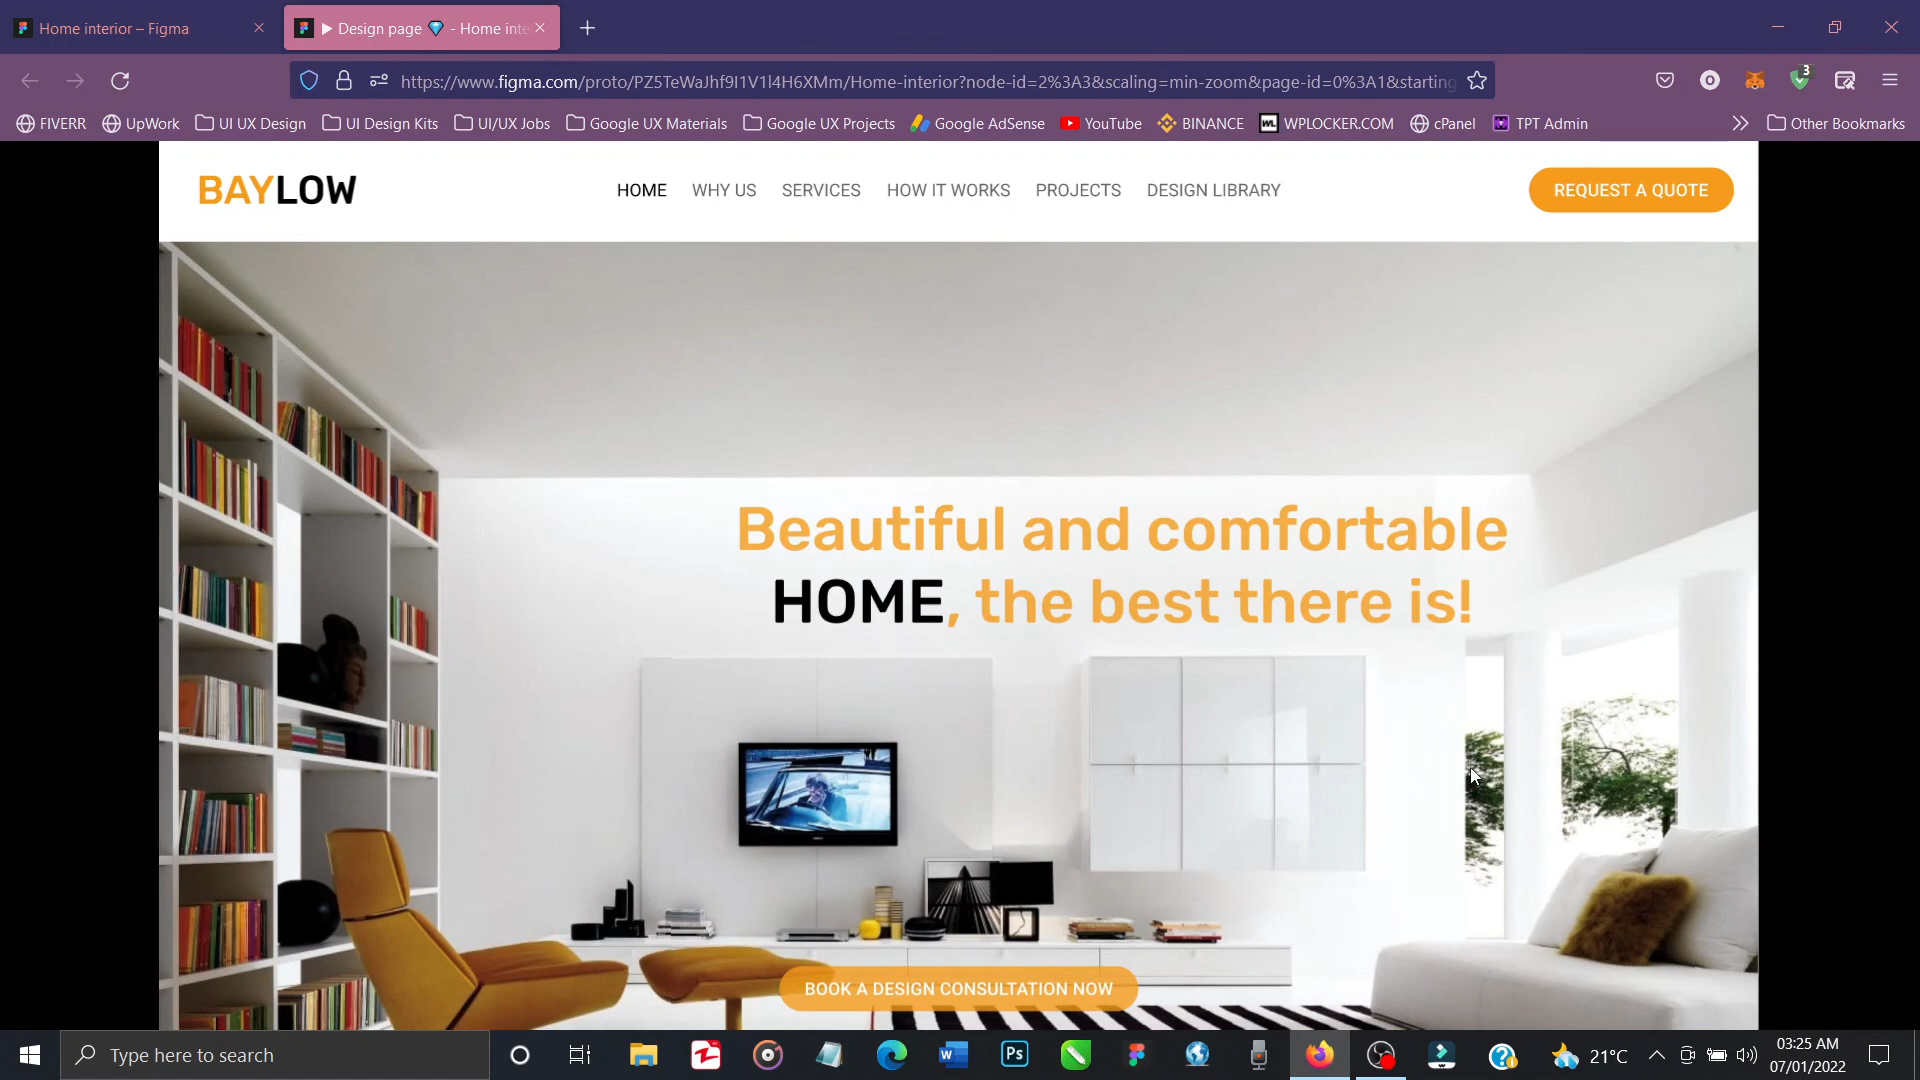 Home interior – Figma
Design page 💎 - Home inte
https://www.figma.com/proto/PZ5TeWaJhf9I1V1l4H6XMm/Home-interior?node-id=2%3A3&scaling=min-zoom&page-id=0%3A1&starting
3
FIVERR
UpWork
UI UX Design
UI Design Kits
UI/UX Jobs
Google UX Materials
Google UX Projects
Google AdSense
YouTube
BINANCE
WL
WPLOCKER.COM
cPanel
TPT Admin
Other Bookmarks
BAYLOW
HOME
WHY US
SERVICES
HOW IT WORKS
PROJECTS
DESIGN LIBRARY
REQUEST A QUOTE
Beautiful and comfortable
HOME, the best there is!
BOOK A DESIGN CONSULTATION NOW
Type here to search
W
Ps
21°C
03:25 AM
07/01/2022